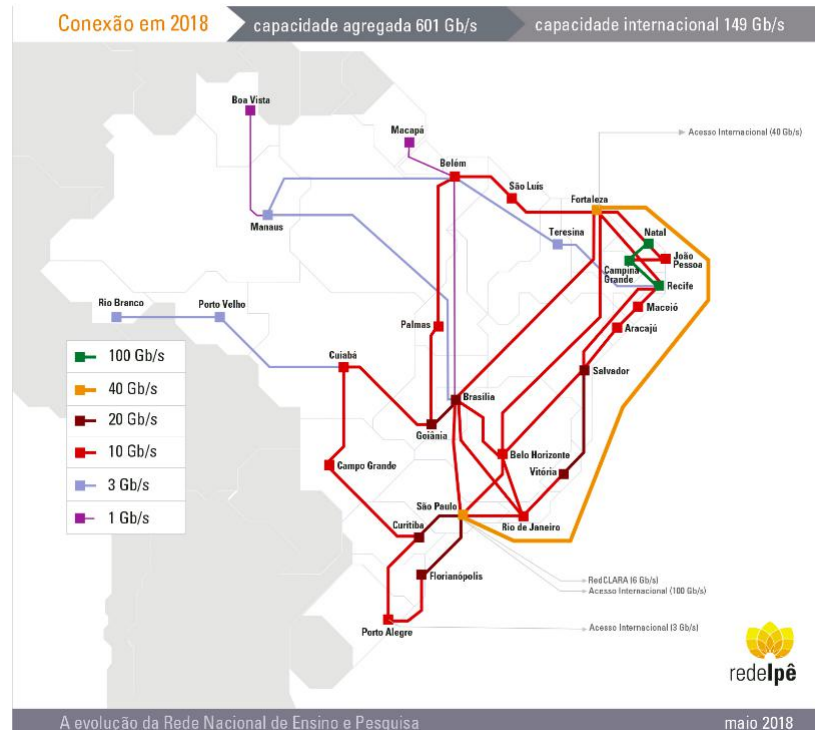 Conexão em 2018
capacidade agregada 601 Gb/s
capacidade internacional 149 Gb/s
Boa Vista
Macapá
Acesso Internacional (40 Gb/s)
Belém
São Luís
Fortaleza
Manaus
Teresina
Natal
João
Pessoa
Campina
Grande
Recife
Rio Branco
Porto Velho
Maceió
Palmas
Aracajú
Cuiabá
Salvador
100 Gb/s
40 Gb/s
20 Gb/s
10 Gb/s
3 Gb/s
1 Gb/s
Brasília
Goiânia
Belo Horizonte
Campo Grande
Vitória
São Paulo
Curitiba
Rio de Janeiro
Florianópolis
RedCLARA (6 Gb/s)
Acesso Internacional (100 Gb/s)
Porto Alegre
Acesso Internacional (3 Gb/s)
redeIpê
A evolução da Rede Nacional de Ensino e Pesquisa
maio 2018